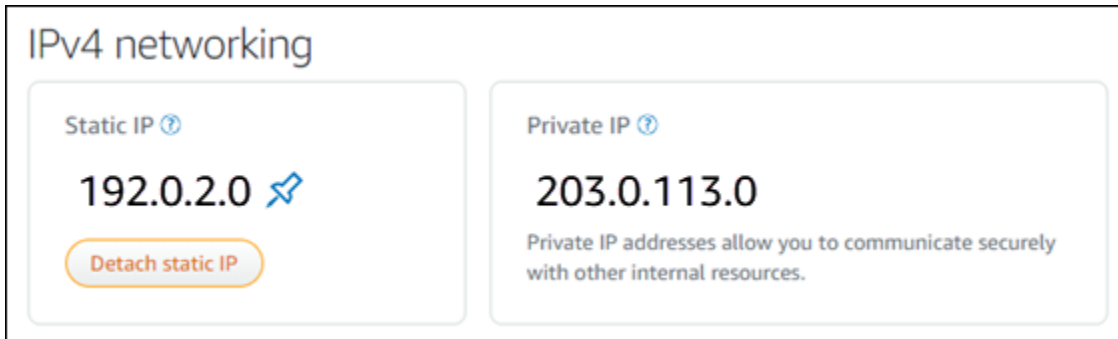 IPv4 networking
Static IP ?
192.0.2.0
Detach static IP
Private IP ?
203.0.113.0
Private IP addresses allow you to communicate securely
with other internal resources.